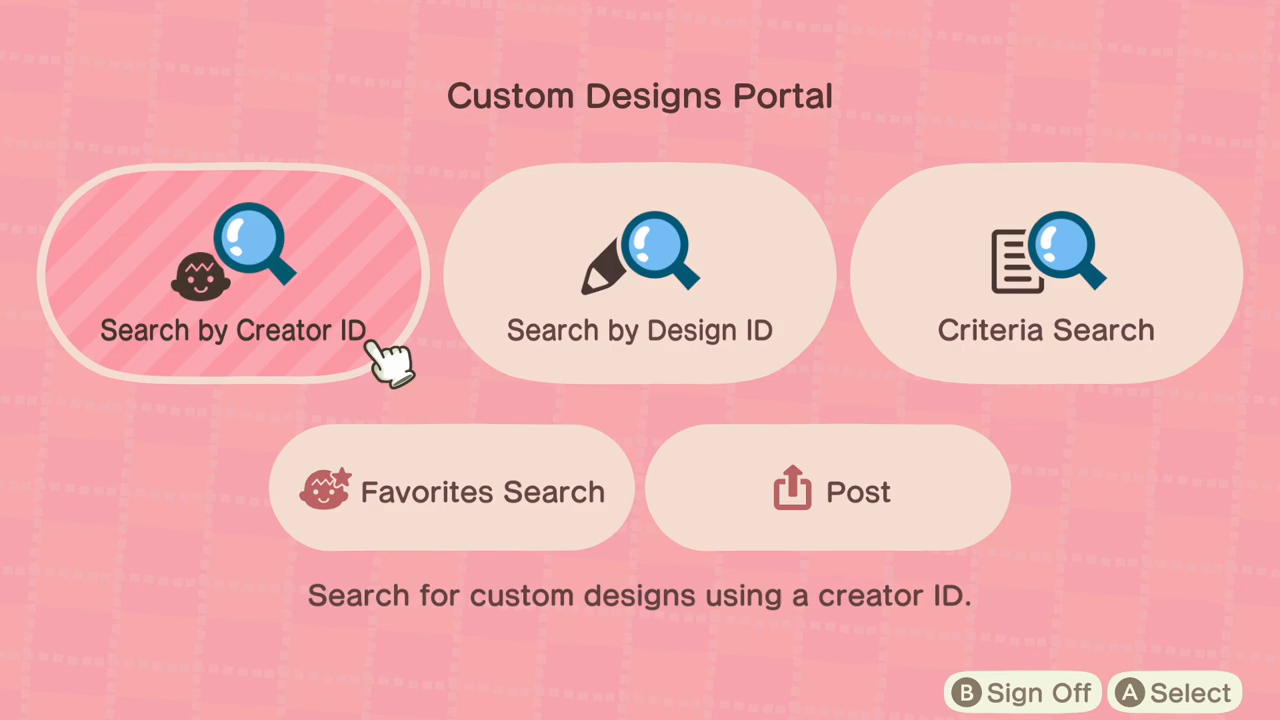 Custom Designs Portal
Search by Creator ID
Search by Design ID
Criteria Search
Favorites Search
Post
Search for custom designs using a creator ID.
B Sign Off
A Select